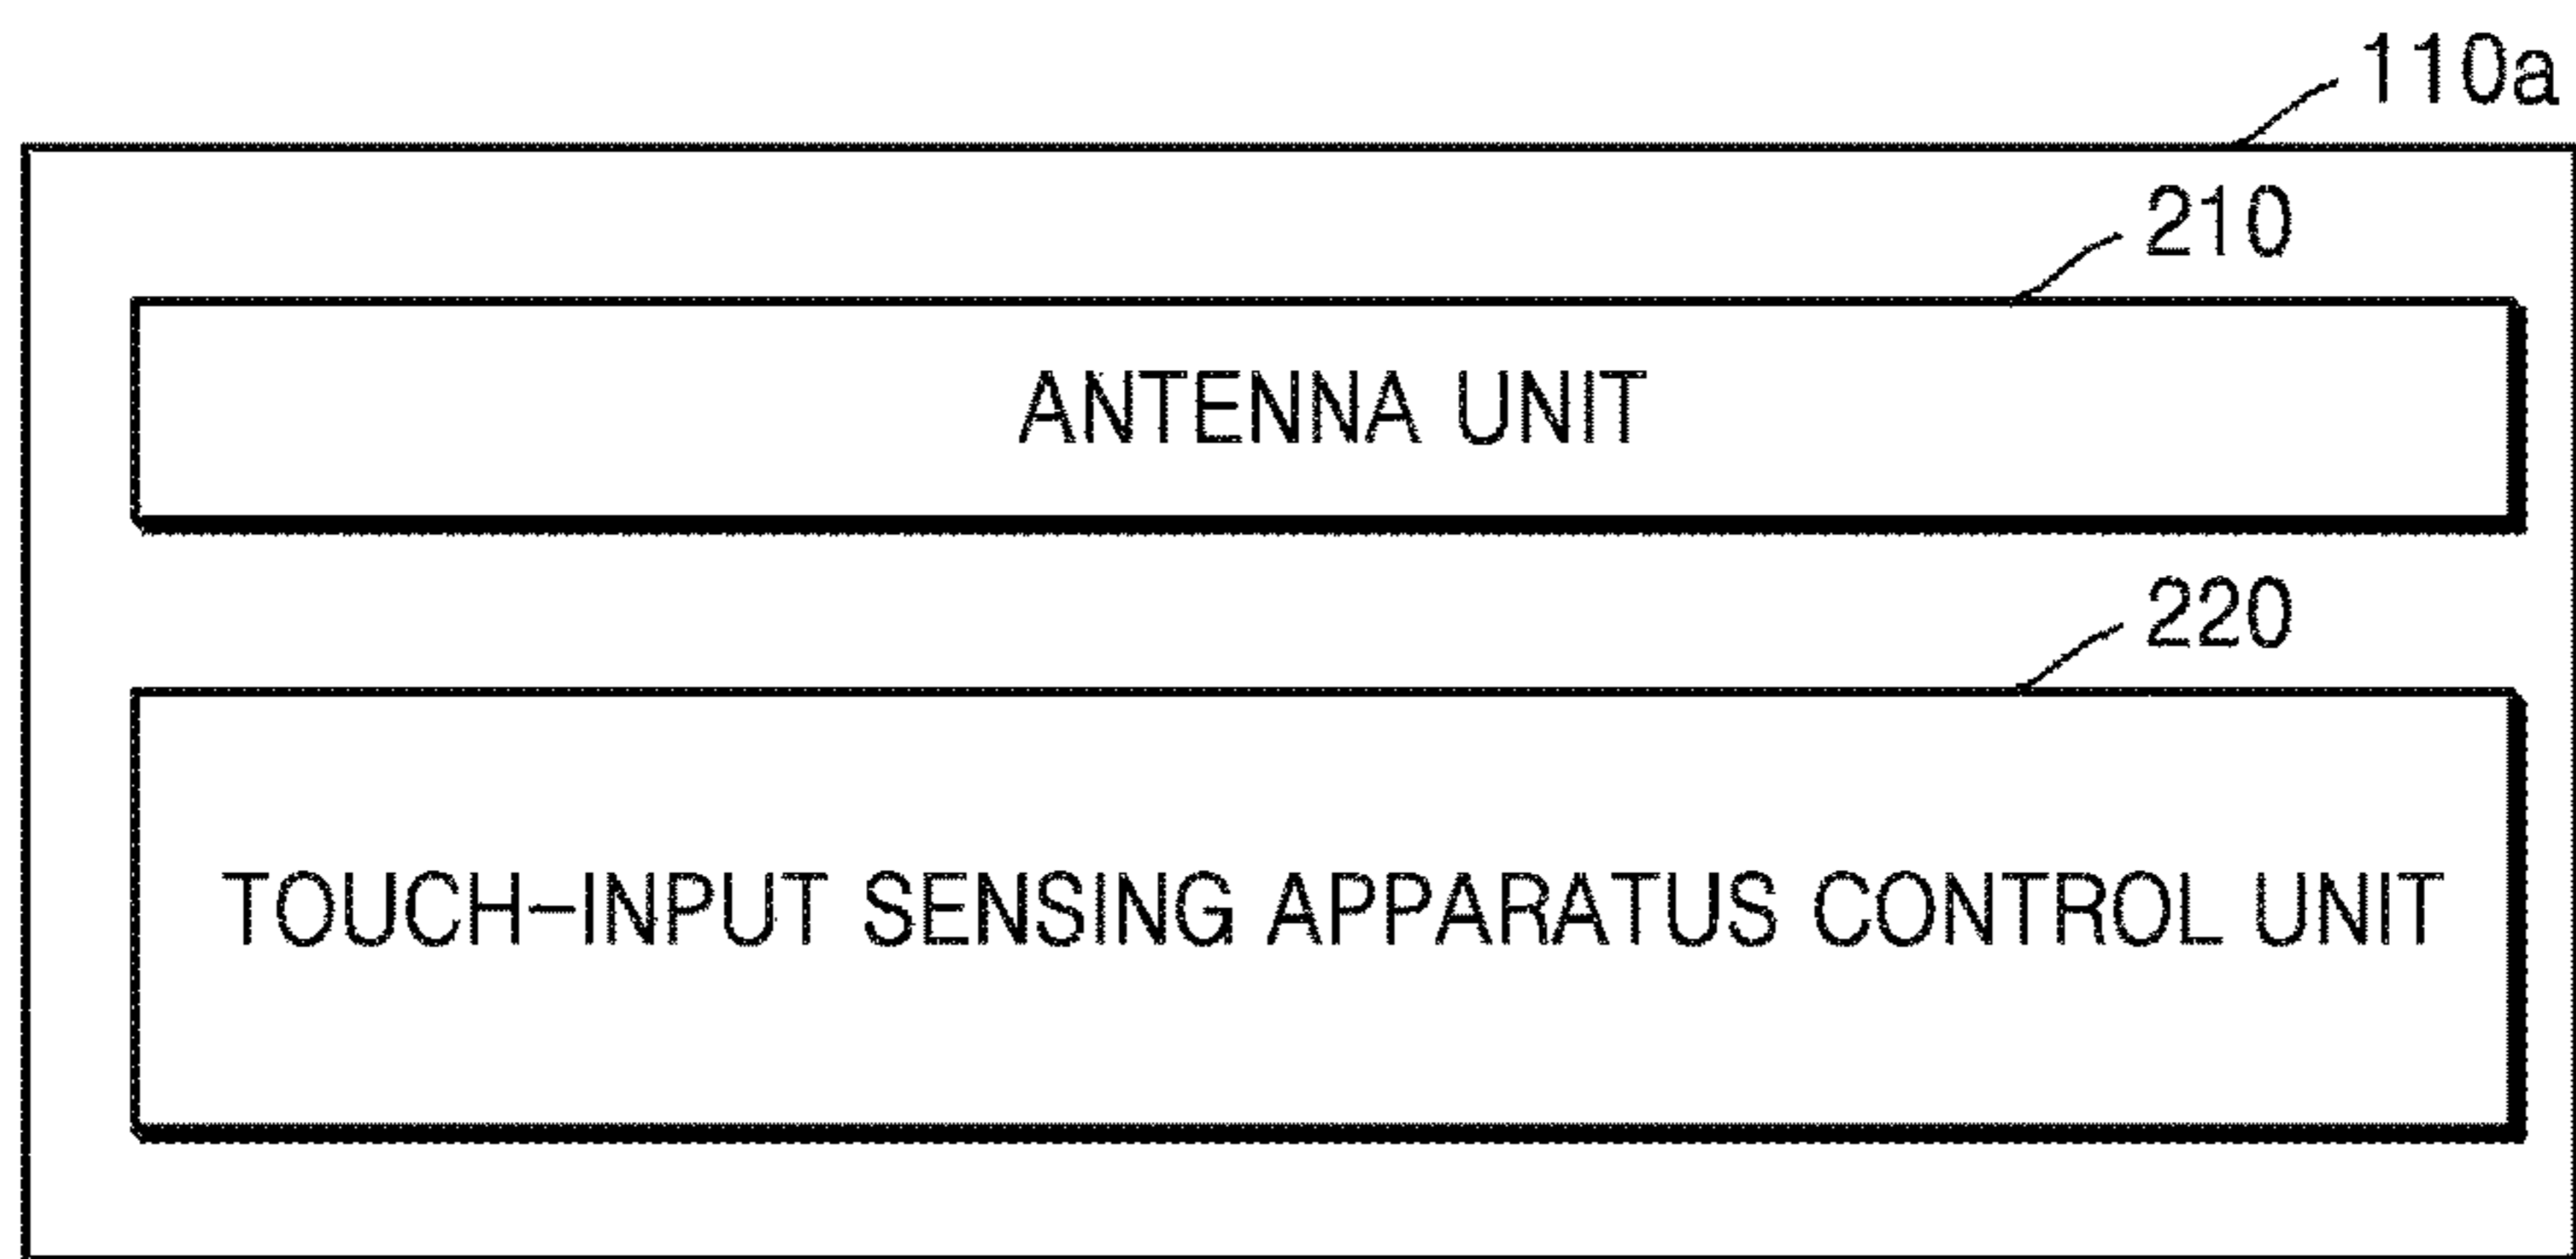 110a
210
ANTENNA UNIT
220
TOUCH-INPUT SENSING APPARATUS CONTROL UNIT